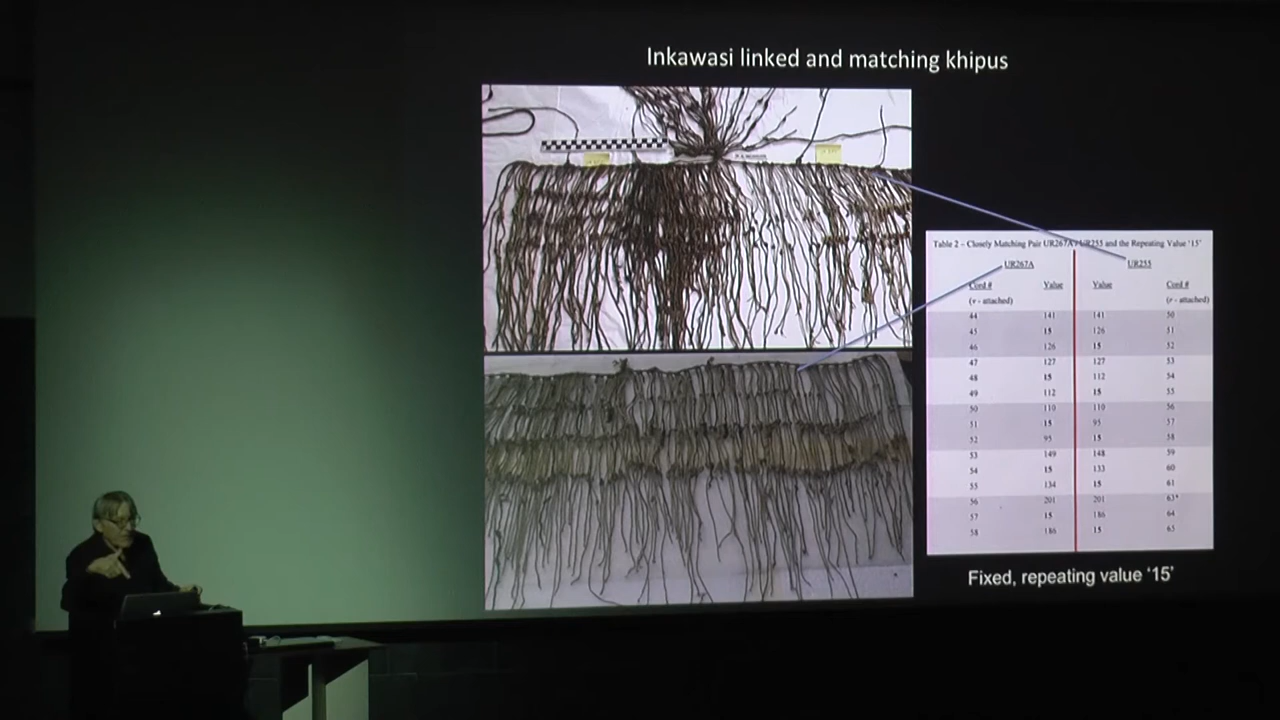 Inkawasi linked and matching khipus
Table 2 – Closely Matching Pair UR267A / UR255 and the Repeating Value '15'
UR267A UR255
Cord # Value Value Cord #
(v - attached) (r - attached)
44 141 141 50
45 15 126 51
46 126 15 52
47 127 127 53
48 15 112 54
49 112 15 55
50 110 110 56
51 15 95 57
52 95 15 58
53 149 148 59
54 15 133 60
55 134 15 61
56 201 201 63*
57 15 186 64
58 186 15 65
Fixed, repeating value '15'